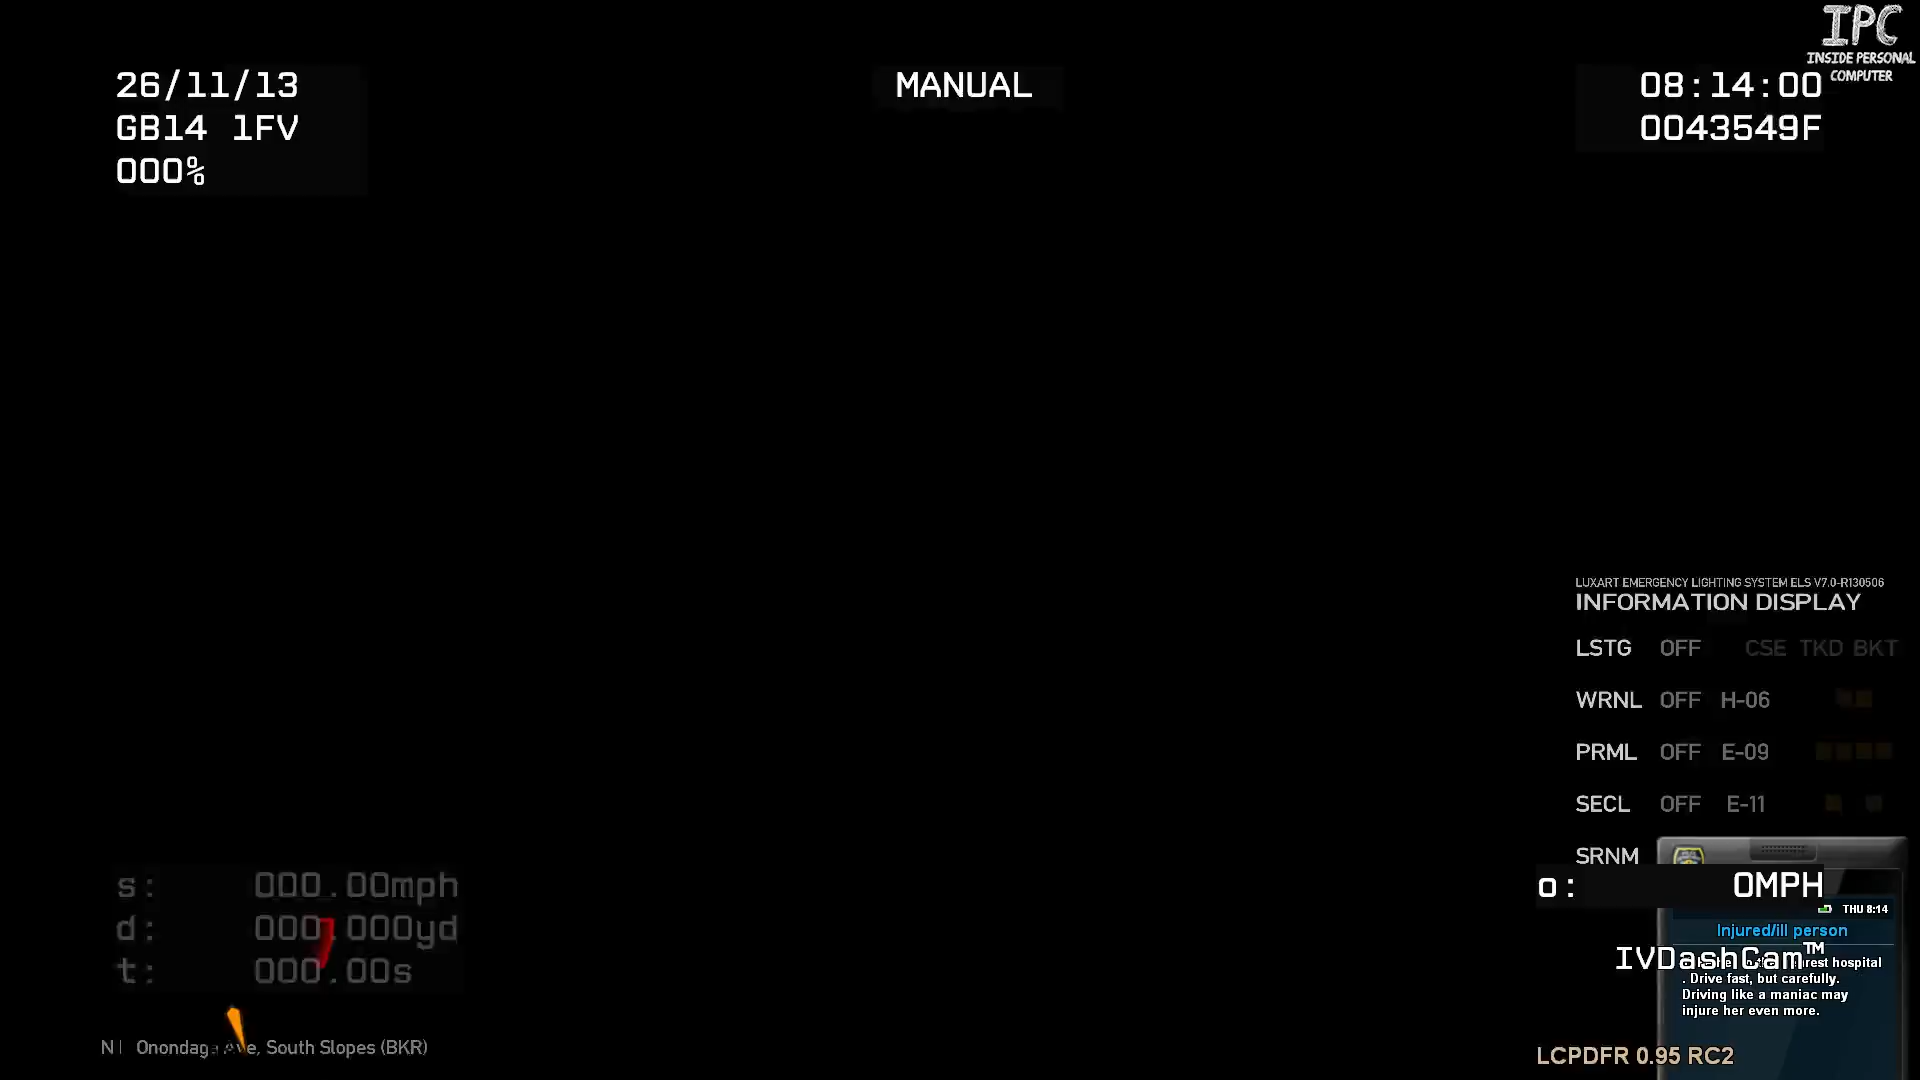 IPC
INSIDE PERSONAL
COMPUTER
26/11/13
GB14 1FV
000%
MANUAL
08:14:00
0043549F
LUXART EMERGENCY LIGHTING SYSTEM ELS V7.0-R130506
INFORMATION DISPLAY
LSTG OFF CSE TKD BKT
WRNL OFF H-06
PRML OFF E-09
SECL OFF E-11
SRNM
s: 000.00mph
d: 000.000yd
t: 000.00s
o: 0MPH
THU 8:14
Injured/ill person
IVDashCam™
hospital
. Drive fast, but carefully.
Driving like a maniac may
injure her even more.
N | Onondaga Ave, South Slopes (BKR)
LCPDFR 0.95 RC2